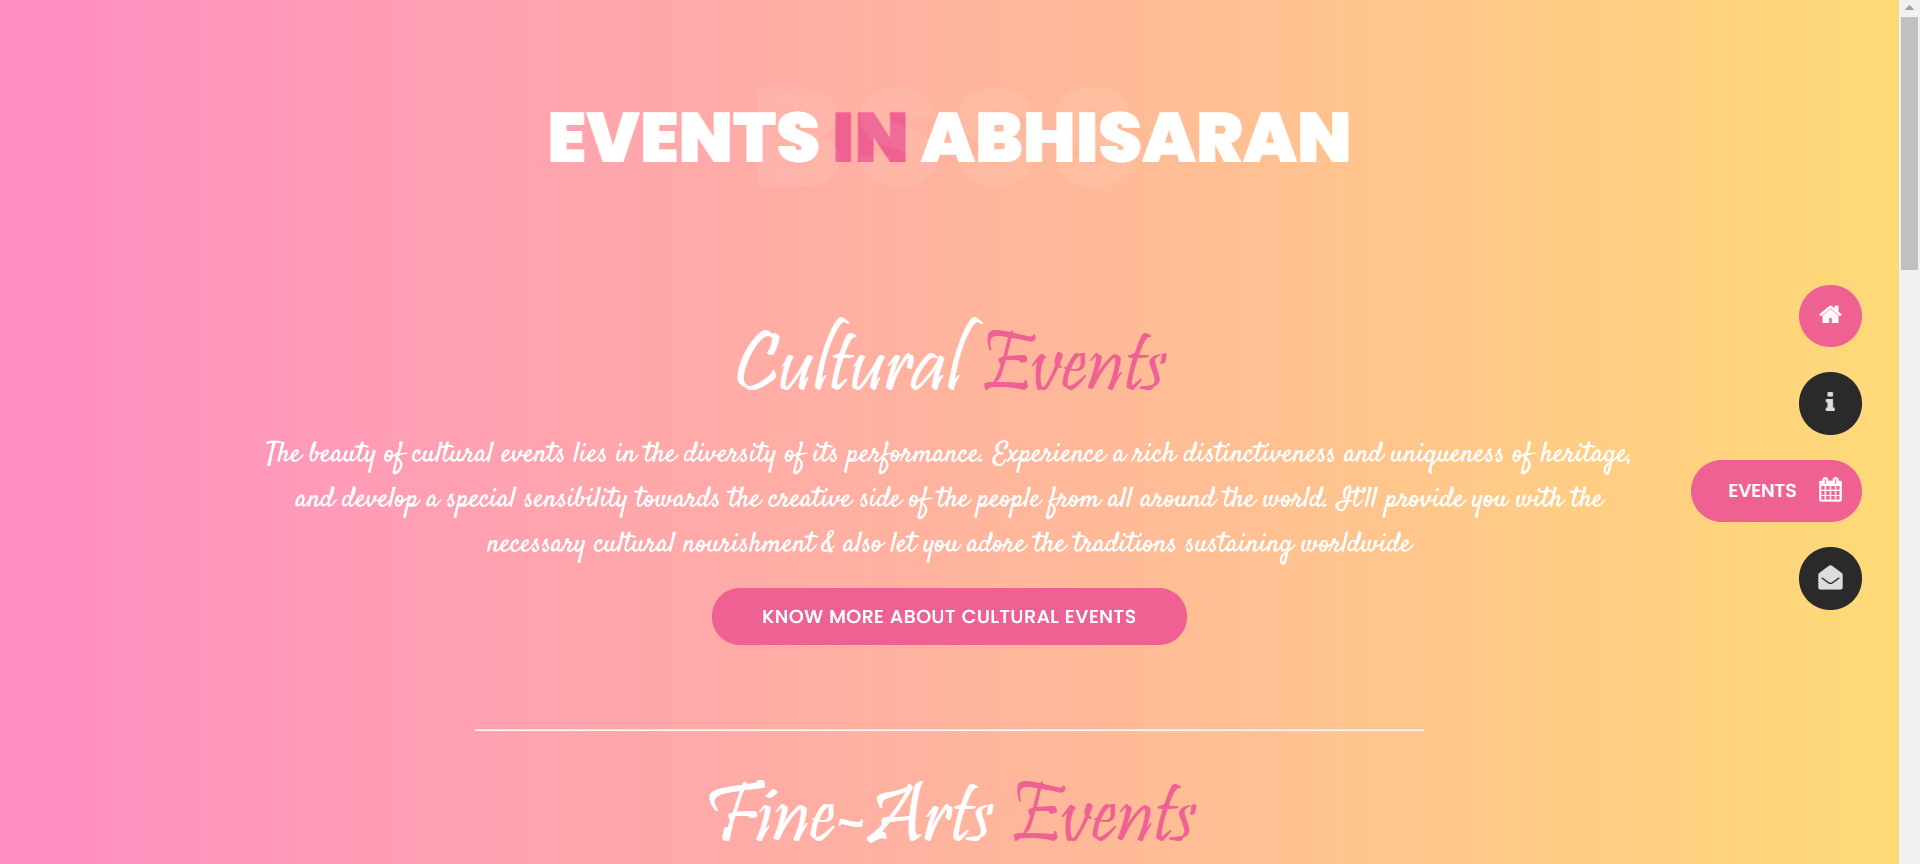 EVENTS IN ABHISARAN
Cultural Events
The beauty of cultural events lies in the diversity of its performance. Experience a rich distinctiveness and uniqueness of heritage,
and develop a special sensibility towards the creative side of the people from all around the world. It'll provide you with the
necessary cultural nourishment & also let you adore the traditions sustaining worldwide
KNOW MORE ABOUT CULTURAL EVENTS
EVENTS
Fine-Arts Events